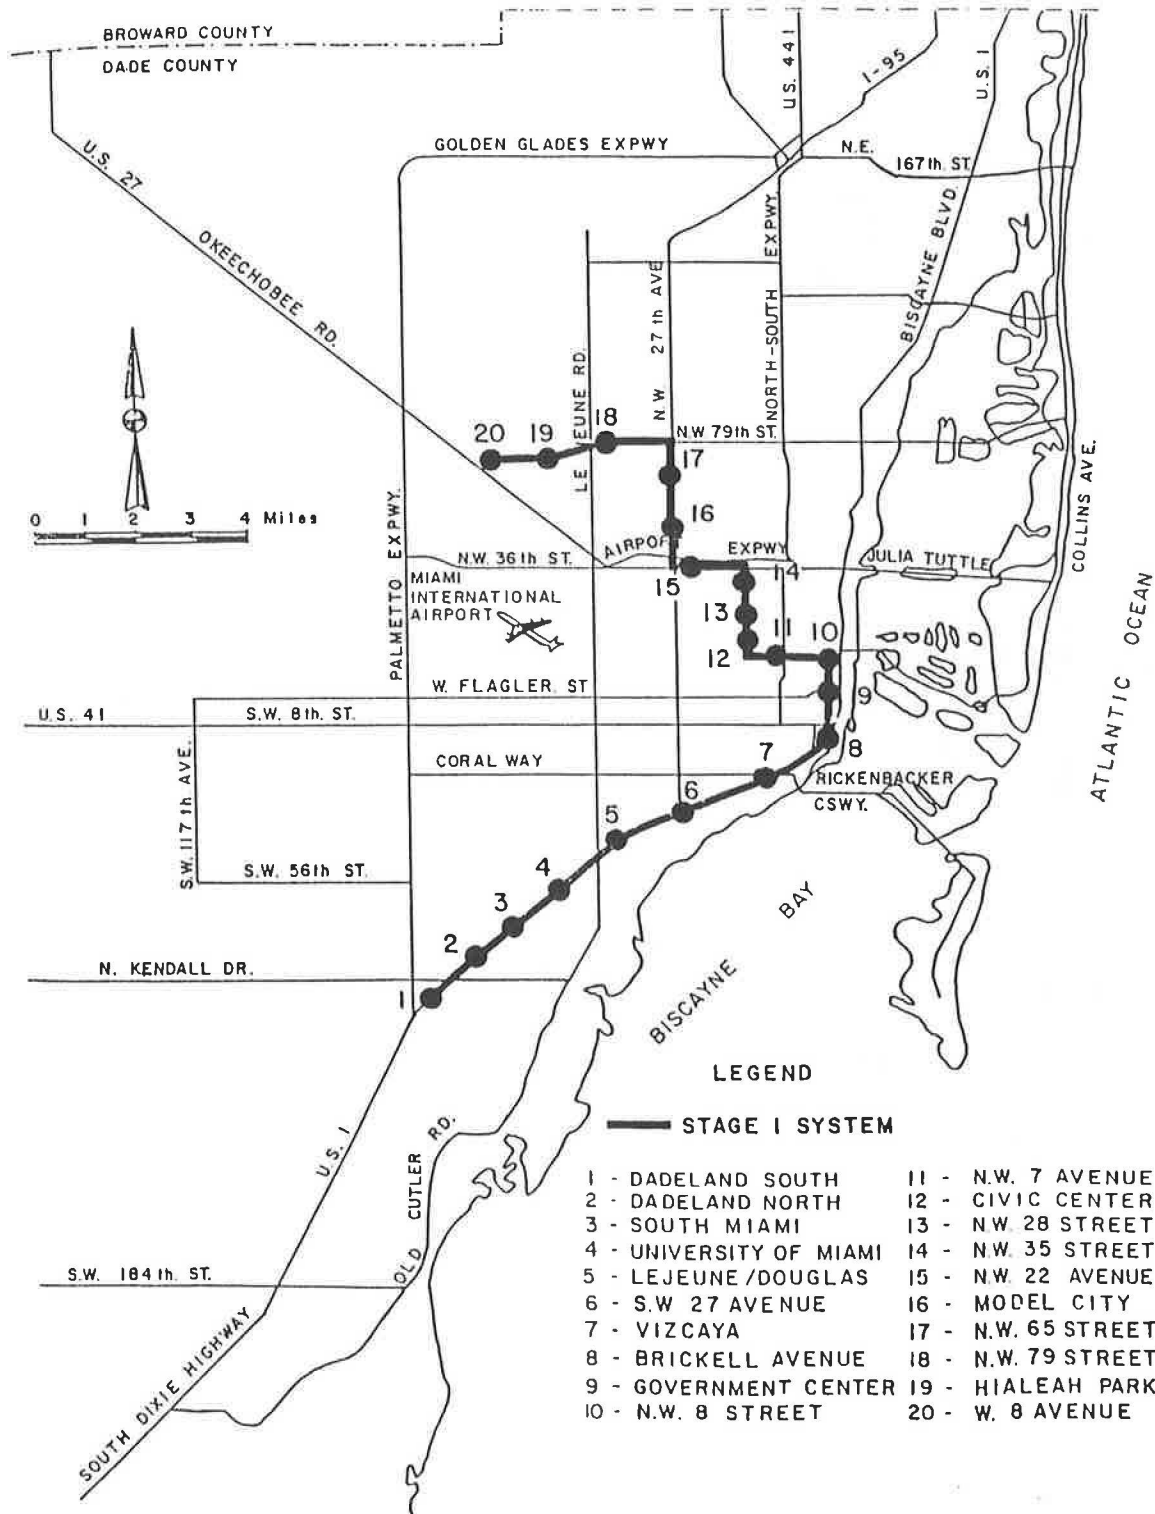 BROWARD COUNTY
DADE COUNTY
U.S. 441
I-95
U.S. 1
GOLDEN GLADES EXPWY
N.E.
167th. ST.
U.S. 27
OKEECHOBEE RD.
LE JEUNE RD.
N.W 27th AVE
NORTH-SOUTH EXPWY.
BISCAYNE BLVD.
COLLINS AVE.
PALMETTO EXPWY.
20 19 18
N.W 79th ST.
17
16
0 1 2 3 4 Miles
AIRPORT EXPWY
N.W. 36th ST.
JULIA TUTTLE
15 14
MIAMI
INTERNATIONAL
AIRPORT
13
12 11 10
ATLANTIC OCEAN
W. FLAGLER. ST
9
U.S. 41
S.W. 8th. ST.
8
S.W. 117th AVE.
CORAL WAY
7
RICKENBACKER
CSWY.
6
5
S.W. 56th ST.
4
3
2
BISCAYNE BAY
N. KENDALL DR.
1
U.S. 1
OLD CUTLER RD.
S.W. 184th. ST.
SOUTH DIXIE HIGHWAY
LEGEND
STAGE I SYSTEM
1 - DADELAND SOUTH
2 - DADELAND NORTH
3 - SOUTH MIAMI
4 - UNIVERSITY OF MIAMI
5 - LEJEUNE/DOUGLAS
6 - S.W 27 AVENUE
7 - VIZCAYA
8 - BRICKELL AVENUE
9 - GOVERNMENT CENTER
10 - N.W. 8 STREET
11 - N.W. 7 AVENUE
12 - CIVIC CENTER
13 - N.W. 28 STREET
14 - N.W. 35 STREET
15 - N.W. 22 AVENUE
16 - MODEL CITY
17 - N.W. 65 STREET
18 - N.W. 79 STREET
19 - HIALEAH PARK
20 - W. 8 AVENUE